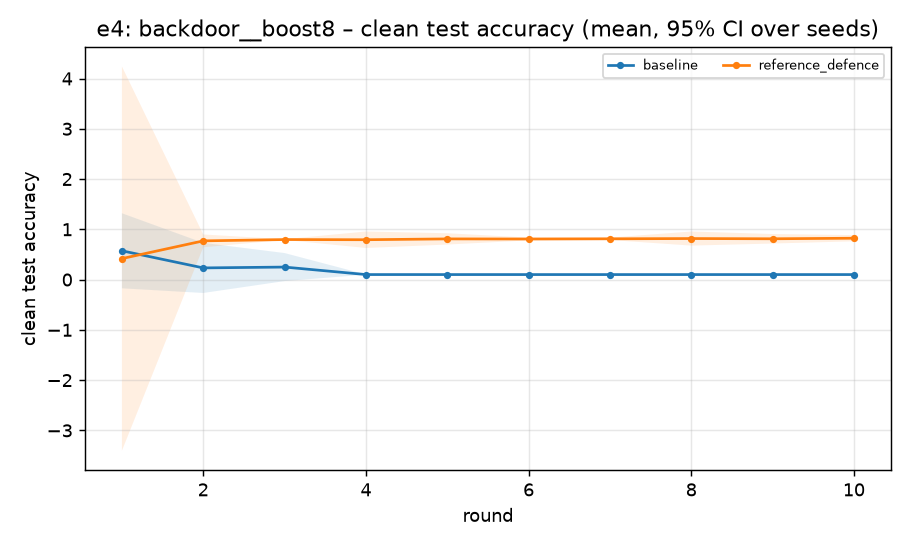 e4: backdoor__boost8 – clean test accuracy (mean, 95% CI over seeds)
baseline
reference_defence
clean test accuracy
4
3
2
1
0
−1
−2
−3
2
4
6
8
10
round